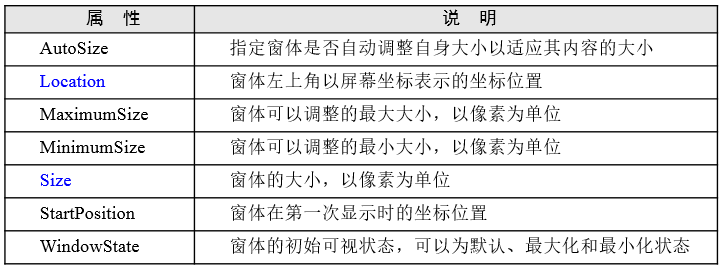 属 性 说 明
AutoSize 指定窗体是否自动调整自身大小以适应其内容的大小
Location 窗体左上角以屏幕坐标表示的坐标位置
MaximumSize 窗体可以调整的最大大小，以像素为单位
MinimumSize 窗体可以调整的最小大小，以像素为单位
Size 窗体的大小，以像素为单位
StartPosition 窗体在第一次显示时的坐标位置
WindowState 窗体的初始可视状态，可以为默认、最大化和最小化状态